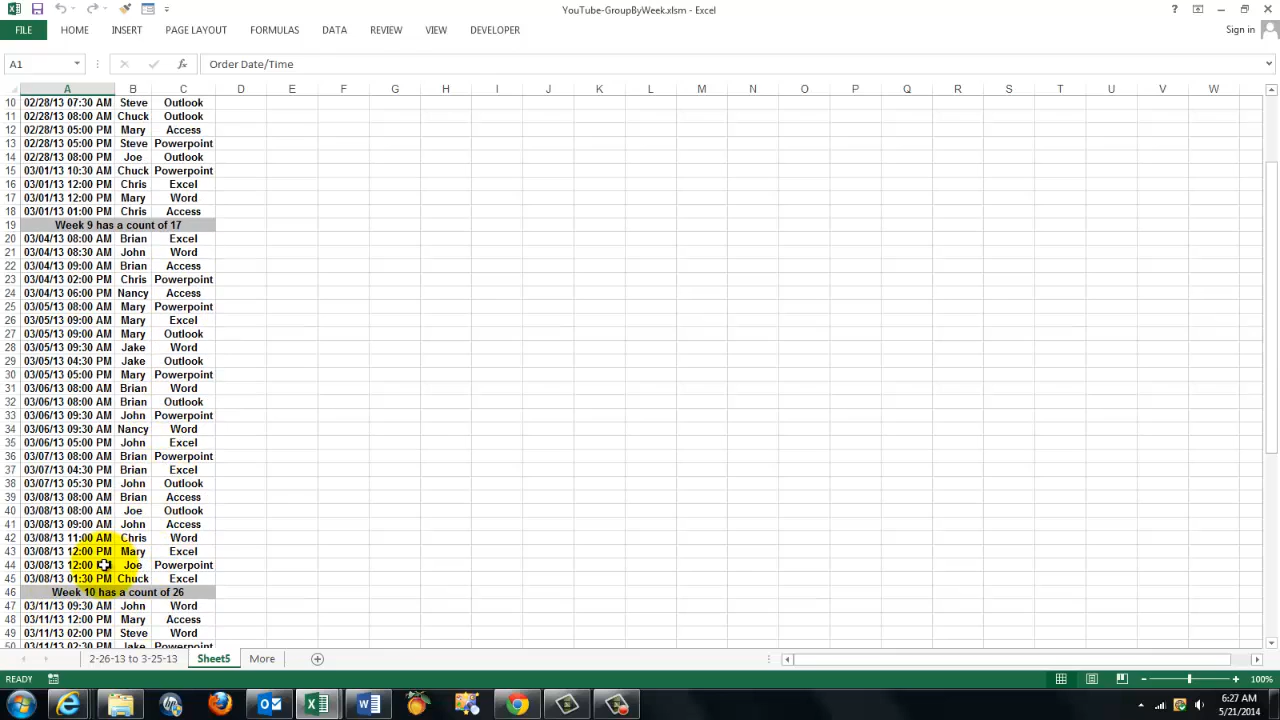 YouTube-GroupByWeek.xlsm - Excel
FILE HOME INSERT PAGE LAYOUT FORMULAS DATA REVIEW VIEW DEVELOPER Sign in
A1 fx Order Date/Time
A B C D E F G H I J K L M N O P Q R S T U V W
10 02/28/13 07:30 AM Steve Outlook
11 02/28/13 08:00 AM Chuck Outlook
12 02/28/13 05:00 PM Mary Access
13 02/28/13 05:00 PM Steve Powerpoint
14 02/28/13 08:00 PM Joe Outlook
15 03/01/13 10:30 AM Chuck Powerpoint
16 03/01/13 12:00 PM Chris Excel
17 03/01/13 12:00 PM Mary Word
18 03/01/13 01:00 PM Chris Access
19 Week 9 has a count of 17
20 03/04/13 08:00 AM Brian Excel
21 03/04/13 08:30 AM John Word
22 03/04/13 09:00 AM Brian Access
23 03/04/13 02:00 PM Chris Powerpoint
24 03/04/13 06:00 PM Nancy Access
25 03/05/13 08:00 AM Mary Powerpoint
26 03/05/13 09:00 AM Mary Excel
27 03/05/13 09:00 AM Mary Outlook
28 03/05/13 09:30 AM Jake Word
29 03/05/13 04:30 PM Jake Outlook
30 03/05/13 05:00 PM Mary Powerpoint
31 03/06/13 08:00 AM Brian Word
32 03/06/13 08:00 AM Brian Outlook
33 03/06/13 09:30 AM John Powerpoint
34 03/06/13 09:30 AM Nancy Word
35 03/06/13 05:00 PM John Excel
36 03/07/13 08:00 AM Brian Powerpoint
37 03/07/13 04:30 PM Brian Excel
38 03/07/13 05:30 PM John Outlook
39 03/08/13 08:00 AM Brian Access
40 03/08/13 08:00 AM Joe Outlook
41 03/08/13 09:00 AM John Access
42 03/08/13 11:00 AM Chris Word
43 03/08/13 12:00 PM Mary Excel
44 03/08/13 12:00 Joe Powerpoint
45 03/08/13 01:30 PM Chuck Excel
46 Week 10 has a count of 26
47 03/11/13 09:30 AM John Word
48 03/11/13 12:00 PM Mary Access
49 03/11/13 02:00 PM Steve Word
50 03/11/13 02:30 PM Jake Powerpoint
2-26-13 to 3-25-13 Sheet5 More
READY 100%
6:27 AM
5/21/2014